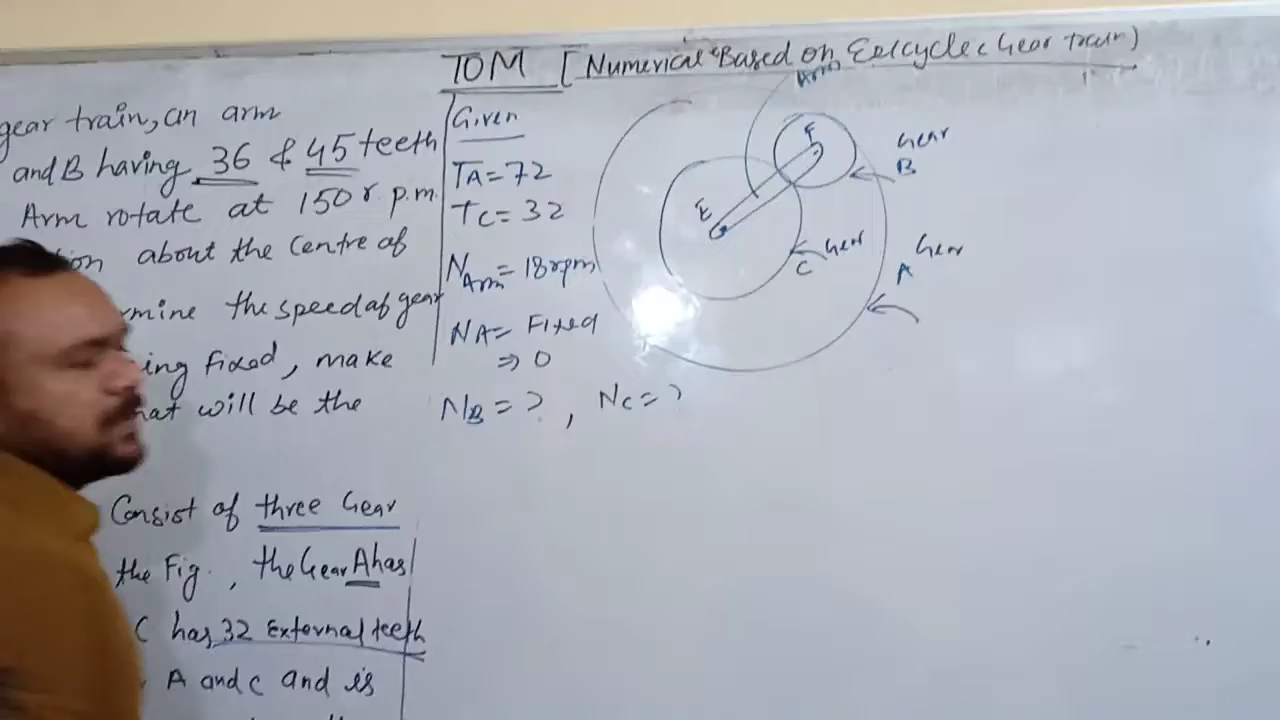 TOM [Numerical Based on Eeicyclec Gear train)
gear train, an arm
and B having 36 & 45 teeth
Arm rotate at 150 r.p.m.
about the Centre of
mine the speed of gear
ing fixed, make
hat will be the
Consist of three Gear
the Fig., the Gear A has
C has 32 External teeth
A and C and is
Given
TA = 72
TC = 32
NArm = 18 rpm
NA = Fixed
⇒ 0
NB = ?, NC = ?
Arm
F
Gear
B
E
Gear
C
Gear
A